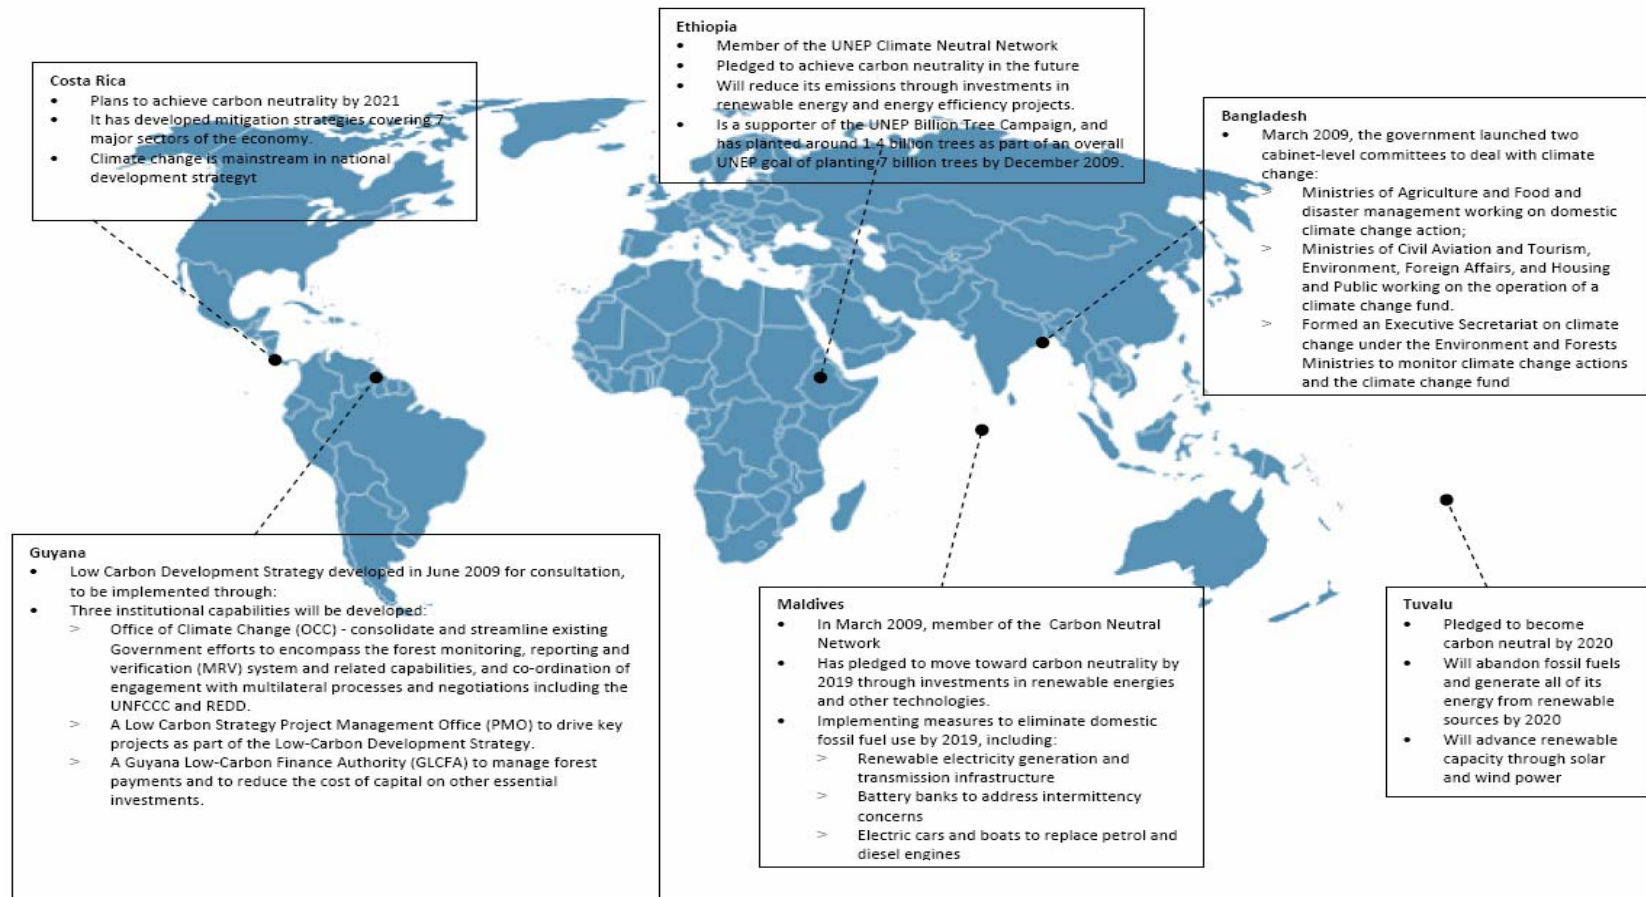 Costa Rica
• Plans to achieve carbon neutrality by 2021
• It has developed mitigation strategies covering 7
major sectors of the economy.
• Climate change is mainstream in national
development strategyt
Ethiopia
• Member of the UNEP Climate Neutral Network
• Pledged to achieve carbon neutrality in the future
• Will reduce its emissions through investments in
renewable energy and energy efficiency projects.
• Is a supporter of the UNEP Billion Tree Campaign, and
has planted around 1.4 billion trees as part of an overall
UNEP goal of planting 7 billion trees by December 2009.
Bangladesh
• March 2009, the government launched two
cabinet-level committees to deal with climate
change:
> Ministries of Agriculture and Food and
disaster management working on domestic
climate change action;
> Ministries of Civil Aviation and Tourism,
Environment, Foreign Affairs, and Housing
and Public working on the operation of a
climate change fund.
> Formed an Executive Secretariat on climate
change under the Environment and Forests
Ministries to monitor climate change actions
and the climate change fund
Guyana
• Low Carbon Development Strategy developed in June 2009 for consultation,
to be implemented through:
• Three institutional capabilities will be developed:
> Office of Climate Change (OCC) - consolidate and streamline existing
Government efforts to encompass the forest monitoring, reporting and
verification (MRV) system and related capabilities, and co-ordination of
engagement with multilateral processes and negotiations including the
UNFCCC and REDD.
> A Low Carbon Strategy Project Management Office (PMO) to drive key
projects as part of the Low-Carbon Development Strategy.
> A Guyana Low-Carbon Finance Authority (GLCFA) to manage forest
payments and to reduce the cost of capital on other essential
investments.
Maldives
• In March 2009, member of the Carbon Neutral
Network
• Has pledged to move toward carbon neutrality by
2019 through investments in renewable energies
and other technologies.
• Implementing measures to eliminate domestic
fossil fuel use by 2019, including:
> Renewable electricity generation and
transmission infrastructure
> Battery banks to address intermittency
concerns
> Electric cars and boats to replace petrol and
diesel engines
Tuvalu
• Pledged to become
carbon neutral by 2020
• Will abandon fossil fuels
and generate all of its
energy from renewable
sources by 2020
• Will advance renewable
capacity through solar
and wind power